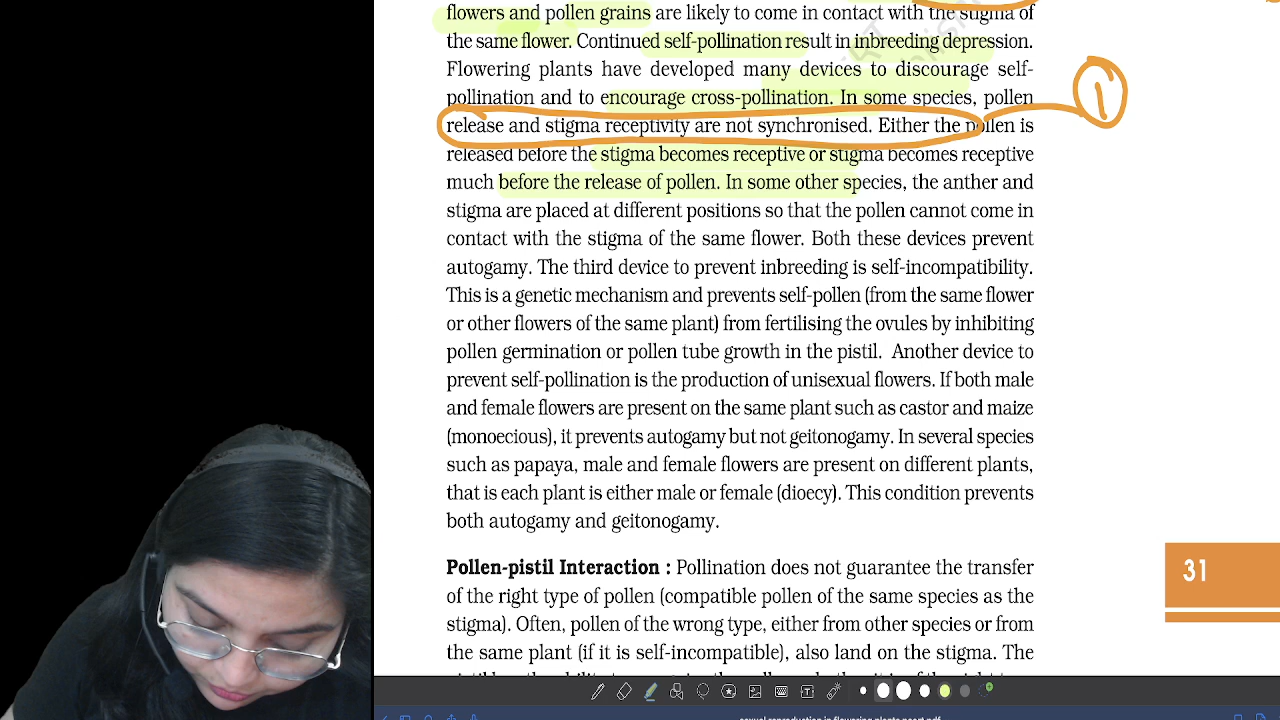 flowers and pollen grains are likely to come in contact with the stigma of
the same flower. Continued self-pollination result in inbreeding depression.
Flowering plants have developed many devices to discourage self-
pollination and to encourage cross-pollination. In some species, pollen
release and stigma receptivity are not synchronised. Either the pollen is
released before the stigma becomes receptive or stigma becomes receptive
much before the release of pollen. In some other species, the anther and
stigma are placed at different positions so that the pollen cannot come in
contact with the stigma of the same flower. Both these devices prevent
autogamy. The third device to prevent inbreeding is self-incompatibility.
This is a genetic mechanism and prevents self-pollen (from the same flower
or other flowers of the same plant) from fertilising the ovules by inhibiting
pollen germination or pollen tube growth in the pistil. Another device to
prevent self-pollination is the production of unisexual flowers. If both male
and female flowers are present on the same plant such as castor and maize
(monoecious), it prevents autogamy but not geitonogamy. In several species
such as papaya, male and female flowers are present on different plants,
that is each plant is either male or female (dioecy). This condition prevents
both autogamy and geitonogamy.
Pollen-pistil Interaction : Pollination does not guarantee the transfer
of the right type of pollen (compatible pollen of the same species as the
stigma). Often, pollen of the wrong type, either from other species or from
the same plant (if it is self-incompatible), also land on the stigma. The
1
31